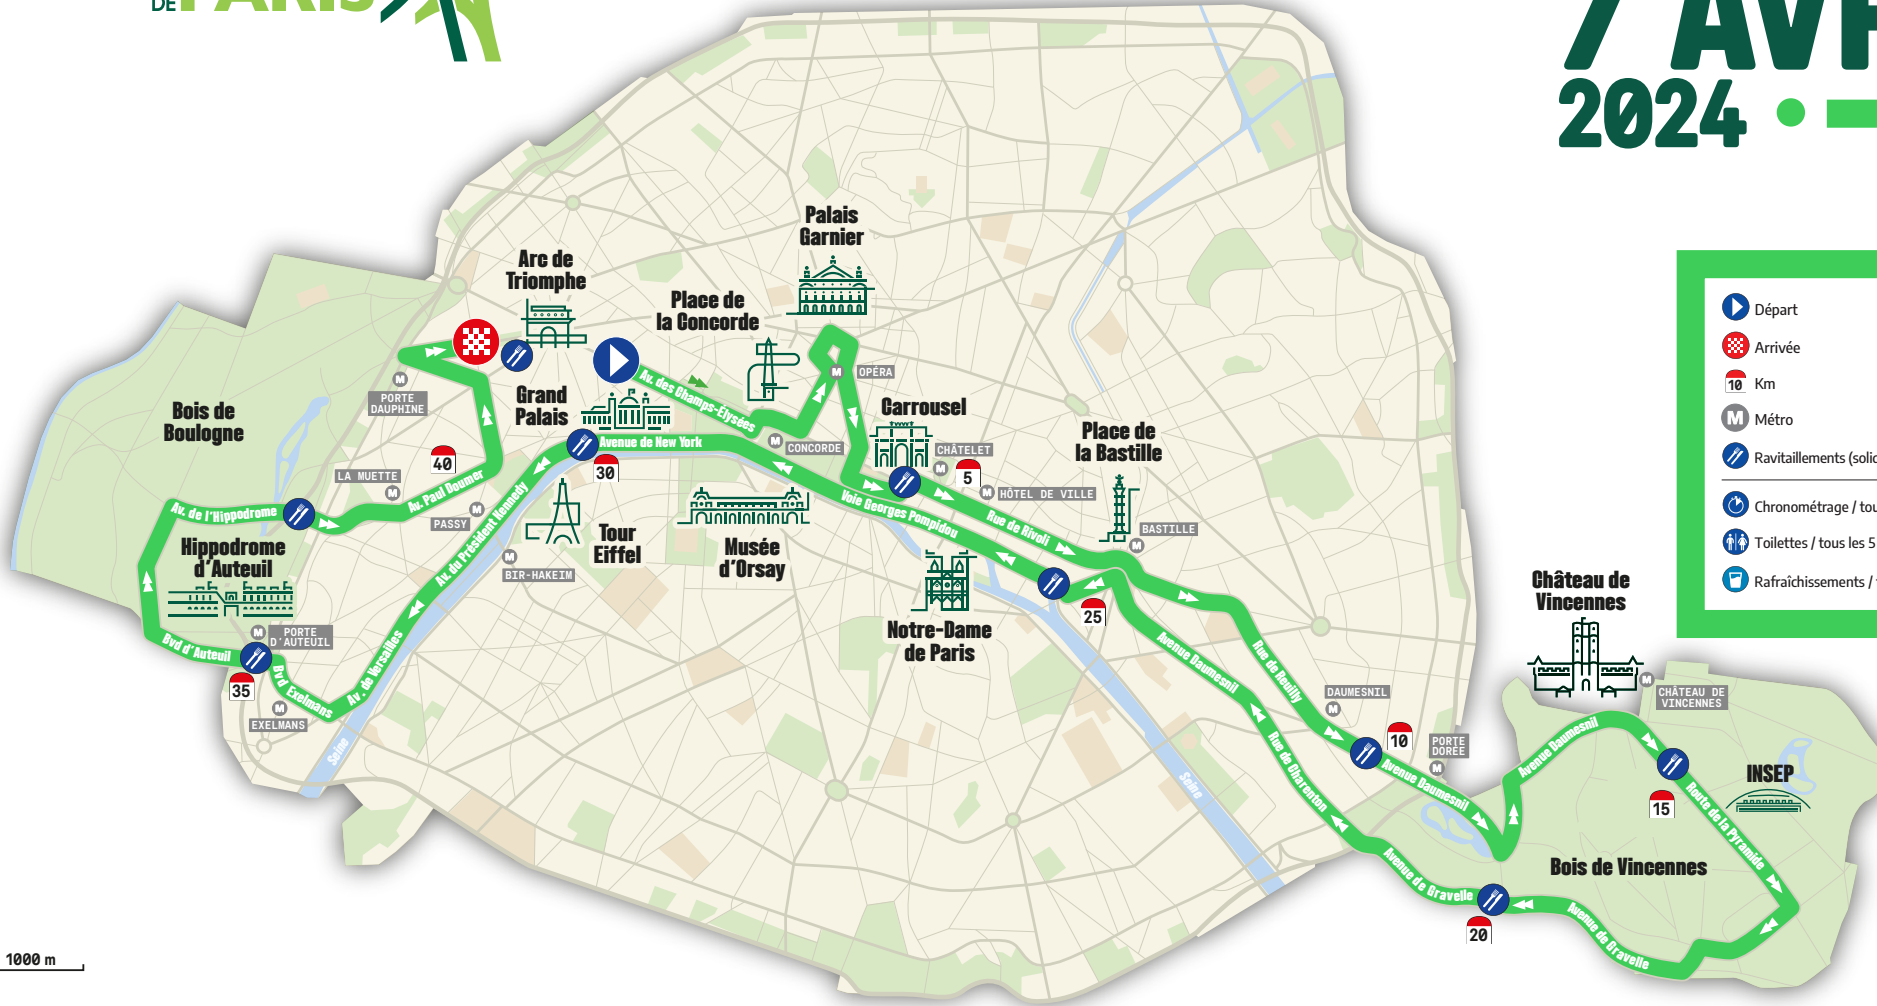 DE PARIS
7 AVR
2024
Palais
Garnier
Arc de
Triomphe
Place de
la Concorde
Départ
Arrivée
10 Km
M Métro
Ravitaillements (solid
Chronométrage / tou
Toilettes / tous les 5
Rafraîchissements /
PORTE
DAUPHINE
Grand
Palais
Av. des Champs-Élysées
M OPÉRA
Carrousel
Bois de
Boulogne
Place de
la Bastille
Avenue de New York
M CONCORDE
CHÂTELET
M
40
30
5
LA MUETTE
M
Av. Paul Doumer
M HÔTEL DE VILLE
Av. de l'Hippodrome
PASSY M
Voie Georges Pompidou
Rue de Rivoli
BASTILLE
M
Av. du Président Kennedy
Tour
Eiffel
Musée
d'Orsay
Hippodrome
d'Auteuil
M
BIR-HAKEIM
Château de
Vincennes
25
Notre-Dame
de Paris
M PORTE
D'AUTEUIL
Bvd d'Auteuil
Av. de Versailles
Avenue Daumesnil
Rue de Reuilly
35
Bvd Exelmans
M
EXELMANS
DAUMESNIL
M
M
CHÂTEAU DE
VINCENNES
Seine
Seine
Rue de Charenton
10
PORTE
DORÉE
M
Avenue Daumesnil
Avenue Daumesnil
INSEP
15
Route de la Pyramide
Bois de Vincennes
Avenue de Gravelle
20
Avenue de Gravelle
1000 m